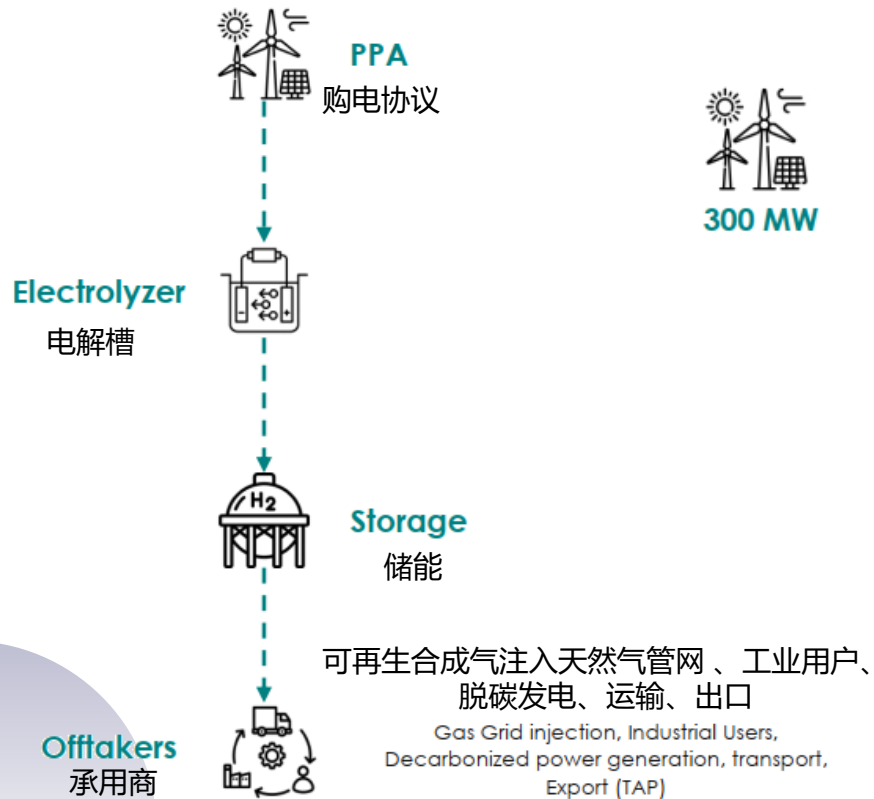 PPA
购电协议
300 MW
Electrolyzer
电解槽
H2
Storage
储能
可再生合成气注入天然气管网 、工业用户、
脱碳发电、运输、出口
Gas Grid injection, Industrial Users,
Decarbonized power generation, transport,
Export (TAP)
Offtakers
承用商